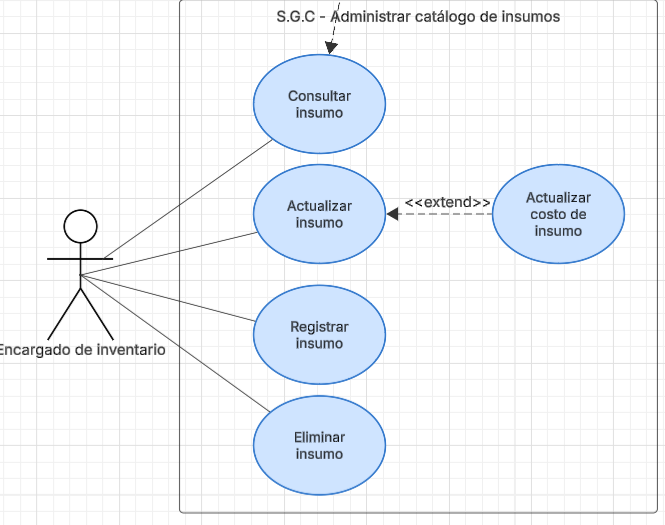 S.G.C - Administrar catálogo de insumos
Consultar
insumo
Actualizar
insumo
<<extend>>
Actualizar
costo de
insumo
Encargado de inventario
Registrar
insumo
Eliminar
insumo